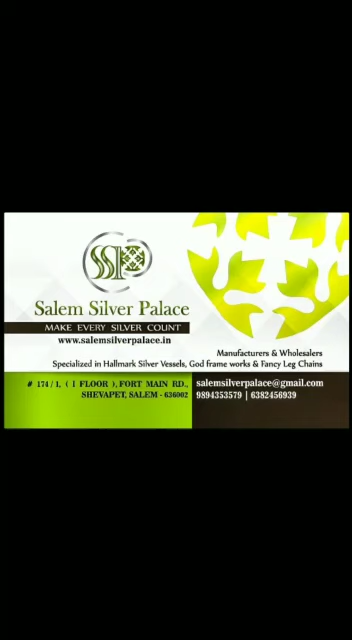 SSP
Salem Silver Palace
MAKE EVERY SILVER COUNT
www.salemsilverpalace.in
Manufacturers & Wholesalers
Specialized in Hallmark Silver Vessels, God frame works & Fancy Leg Chains
# 174 / 1, ( I FLOOR ), FORT MAIN RD.,
SHEVAPET, SALEM - 636002
salemsilverpalace@gmail.com
9894353579 | 6382456939